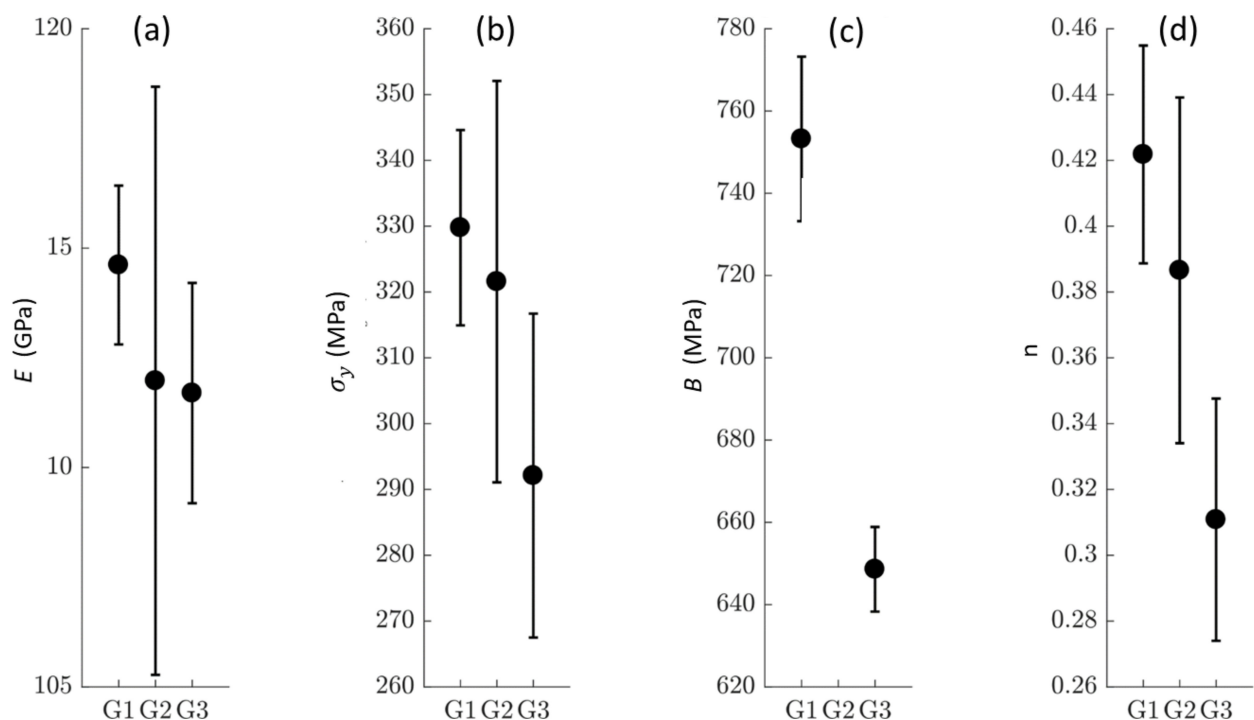 (a)
120
15
10
105
E (GPa)
G1 G2 G3
(b)
360
350
340
330
320
310
300
290
280
270
260
σy (MPa)
G1 G2 G3
(c)
780
760
740
720
700
680
660
640
620
B (MPa)
G1 G2 G3
(d)
0.46
0.44
0.42
0.4
0.38
0.36
0.34
0.32
0.3
0.28
0.26
n
G1 G2 G3